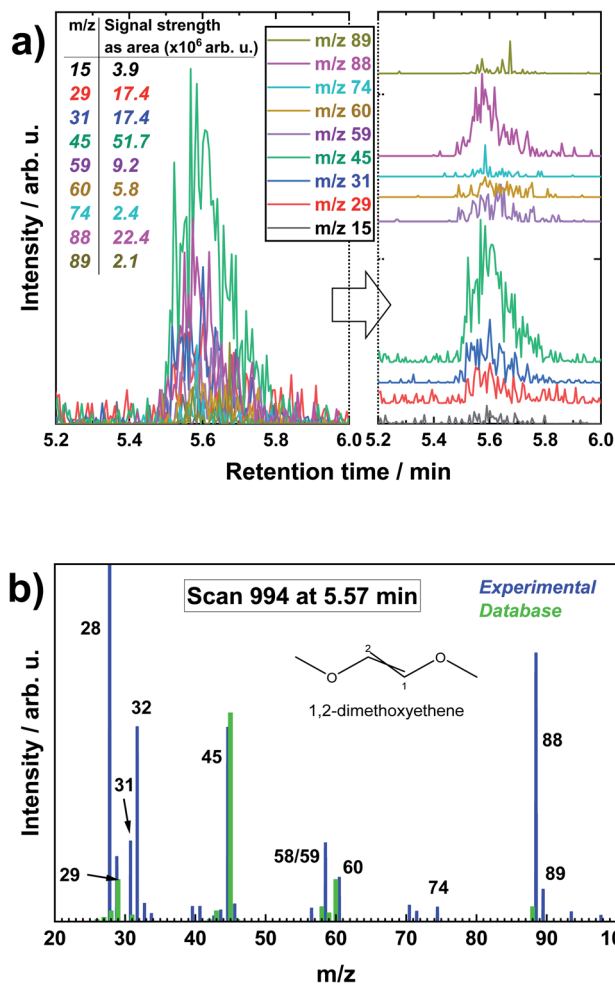 a)
m/z Signal strength
as area (x10⁶ arb. u.)
15 3.9
29 17.4
31 17.4
45 51.7
59 9.2
60 5.8
74 2.4
88 22.4
89 2.1
m/z 89
m/z 88
m/z 74
m/z 60
m/z 59
m/z 45
m/z 31
m/z 29
m/z 15
Intensity / arb. u.
5.2 5.4 5.6 5.8 6.0
5.2 5.4 5.6 5.8 6.0
Retention time / min
b)
Scan 994 at 5.57 min
Experimental
Database
28
32
31
29
45
58/59
60
74
88
89
O
2
1
O
1,2-dimethoxyethene
Intensity / arb. u.
20 30 40 50 60 70 80 90
m/z